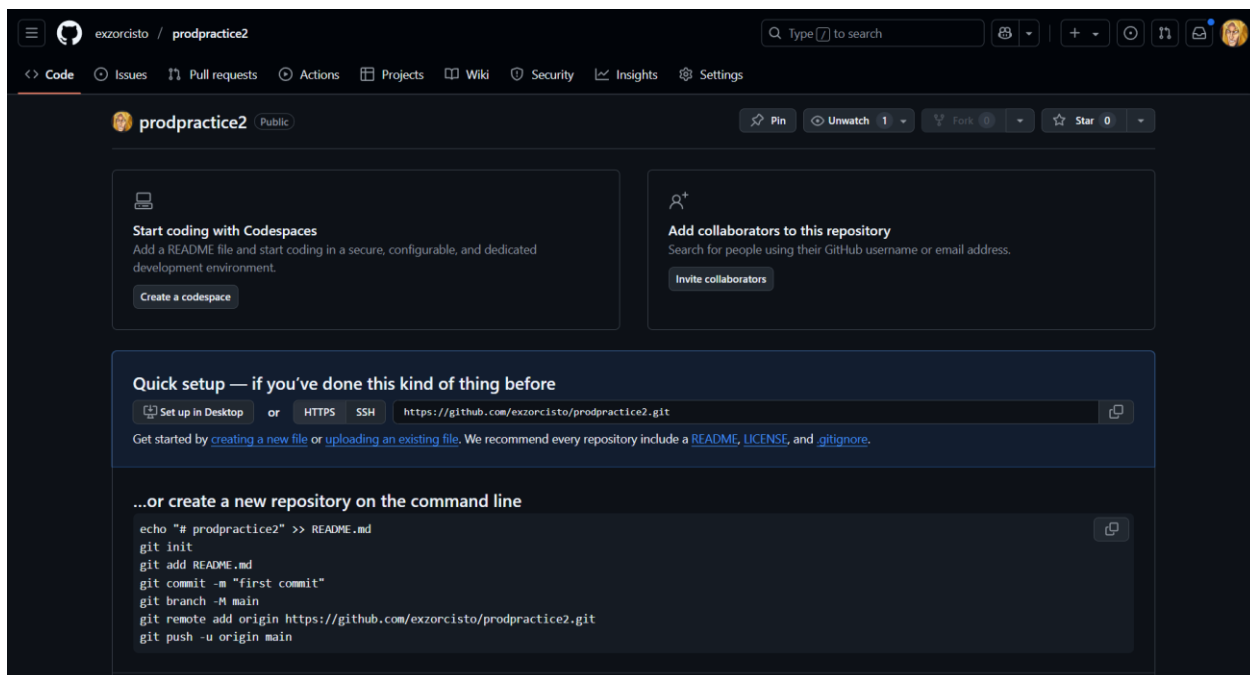 exzorcisto / prodpractice2
Type / to search
Code Issues Pull requests Actions Projects Wiki Security Insights Settings
prodpractice2 Public
Pin Unwatch 1 Fork 0 Star 0
Start coding with Codespaces
Add a README file and start coding in a secure, configurable, and dedicated
development environment.
Create a codespace
Add collaborators to this repository
Search for people using their GitHub username or email address.
Invite collaborators
Quick setup — if you've done this kind of thing before
Set up in Desktop or HTTPS SSH https://github.com/exzorcisto/prodpractice2.git
Get started by creating a new file or uploading an existing file. We recommend every repository include a README, LICENSE, and .gitignore.
...or create a new repository on the command line
echo "# prodpractice2" >> README.md
git init
git add README.md
git commit -m "first commit"
git branch -M main
git remote add origin https://github.com/exzorcisto/prodpractice2.git
git push -u origin main